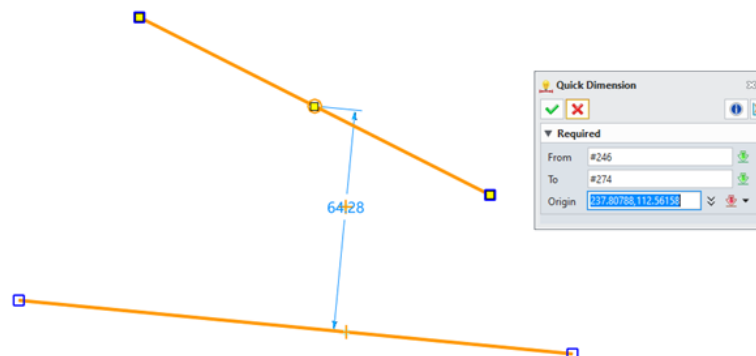 Quick Dimension
Required
From #246
To #274
Origin 237.80788,112.56158
64.28